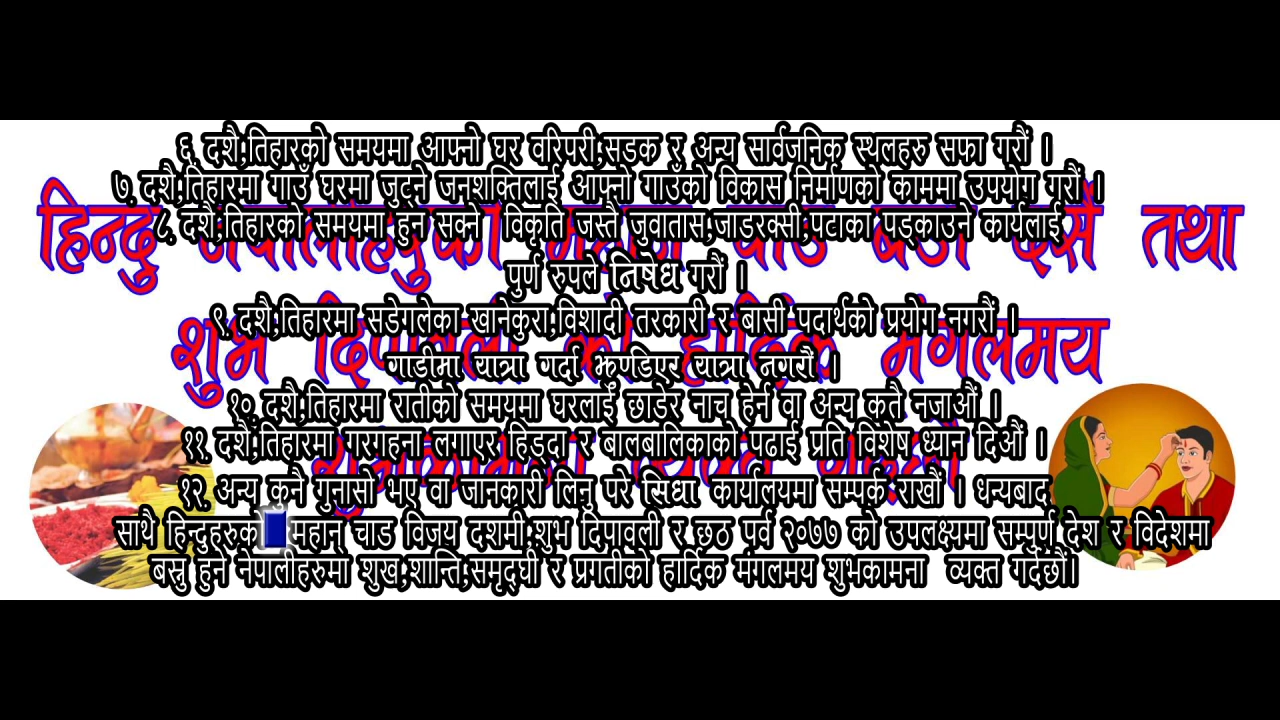 ६. दशै,तिहारको समयमा आफ्नो घर वरिपरी,सडक र अन्य सार्वजनिक स्थलहरु सफा गरौं ।
७. दशै,तिहारमा गाउँ घरमा जुट्ने जनशक्तिलाई आफ्नो गाउँको विकास निर्माणको काममा उपयोग गरौं ।
८. दशै,तिहारको समयमा हुन सक्ने विकृति जस्तै जुवातास,जाडरक्सी,पटाका पड्काउने कार्यलाई
पुर्ण रुपले निषेध गरौं ।
९. दशै,तिहारमा सडेगलेका खानेकुरा,विशादी तरकारी र बासी पदार्थको प्रयोग नगरौं ।
गाडीमा यात्रा गर्दा झुण्डिएर यात्रा नगरौं ।
१०. दशै,तिहारमा रातीको समयमा घरलाई छाडेर नाच हेर्न वा अन्य कतै नजाऔं ।
११. दशै,तिहारमा गरगहना लगाएर हिड्दा र बालबालिकाको पढाई प्रति विशेष ध्यान दिऔं ।
१२. अन्य कुनै गुनासो भए वा जानकारी लिनु परे सिधा कार्यालयमा सम्पर्क राखौं । धन्यबाद
साथै हिन्दुहरुको महान् चाड विजय दशमी,शुभ दिपावली र छठ पर्व २०७७ को उपलक्ष्यमा सम्पुर्ण देश र विदेशमा
बस्नु हुने नेपालीहरुमा शुख,शान्ति,समृद्घी र प्रगतीको हार्दिक मंगलमय शुभकामना व्यक्त गर्दछौं।
हिन्दु तथा
शुभ दिपावली को हार्दिक मंगलमय